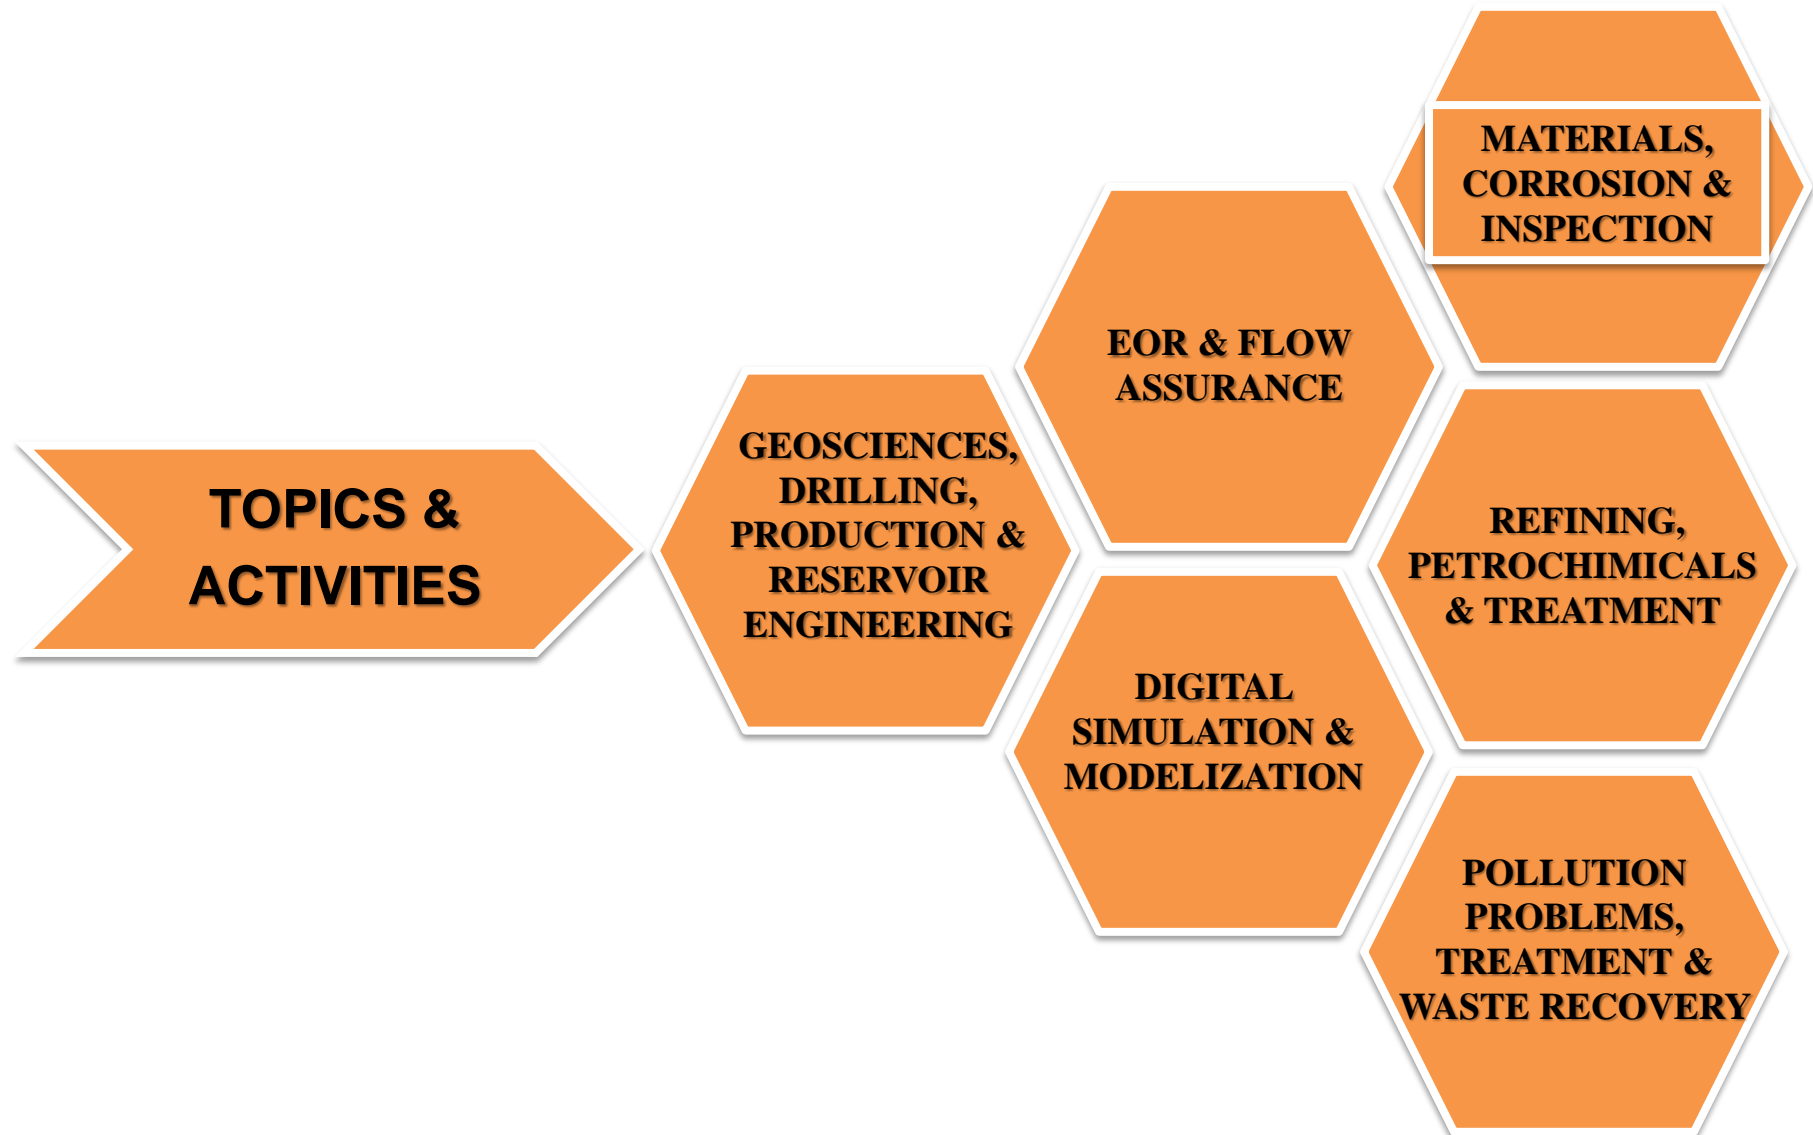 TOPICS &
ACTIVITIES
GEOSCIENCES,
DRILLING,
PRODUCTION &
RESERVOIR
ENGINEERING
EOR & FLOW
ASSURANCE
DIGITAL
SIMULATION &
MODELIZATION
MATERIALS,
CORROSION &
INSPECTION
REFINING,
PETROCHIMICALS
& TREATMENT
POLLUTION
PROBLEMS,
TREATMENT &
WASTE RECOVERY